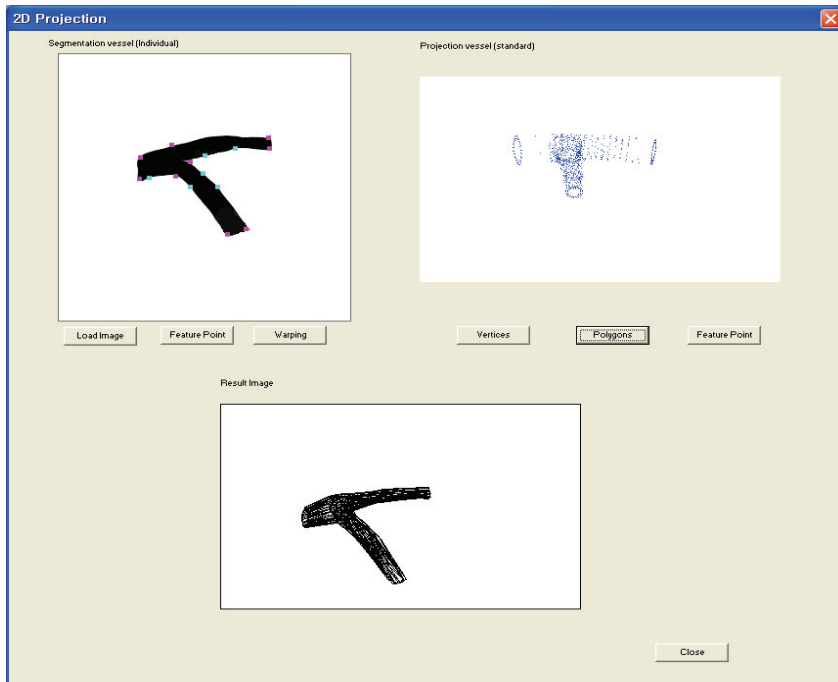 2D Projection
Segmentation vessel (Individual)
Projection vessel (standard)
Load Image
Feature Point
Warping
Vertices
Polygons
Feature Point
Result Image
Close